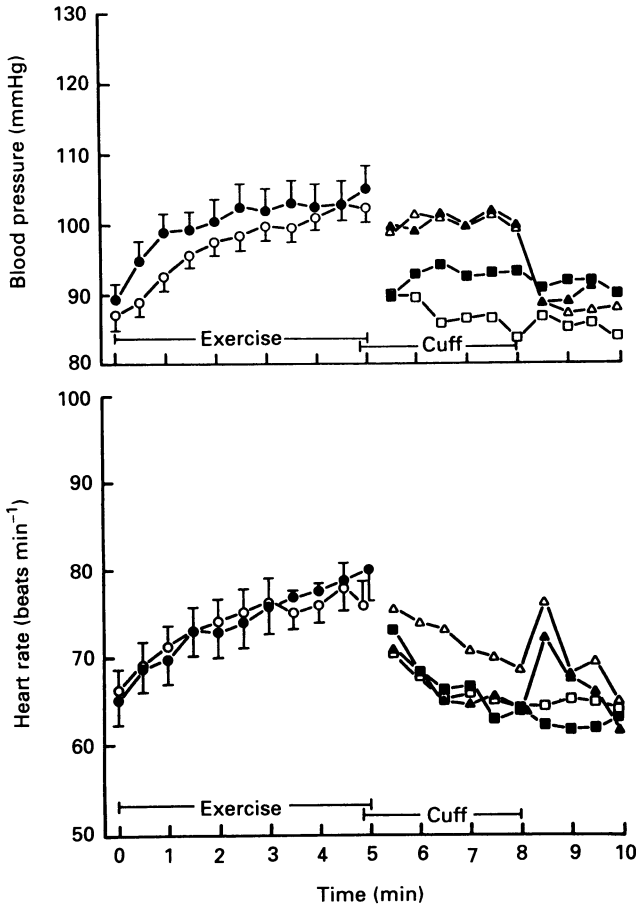 130
120
110
100
90
80
Blood pressure (mmHg)
Exercise
Cuff
100
90
80
70
60
50
Heart rate (beats min⁻¹)
Exercise
Cuff
0 1 2 3 4 5 6 7 8 9 10
Time (min)